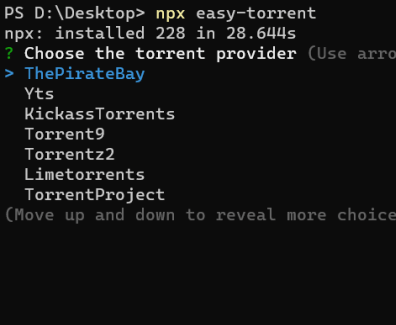 PS D:\Desktop> npx easy-torrent
npx: installed 228 in 28.644s
? Choose the torrent provider (Use arro
> ThePirateBay
Yts
KickassTorrents
Torrent9
Torrentz2
Limetorrents
TorrentProject
(Move up and down to reveal more choice